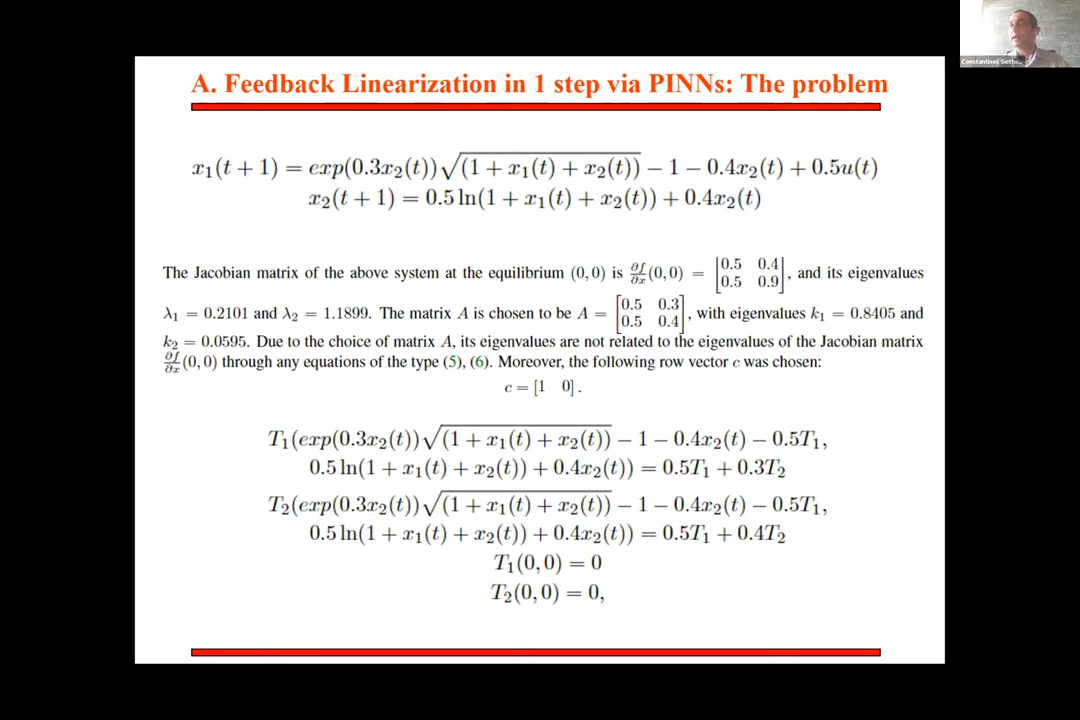 Constantinos Sietto...
A. Feedback Linearization in 1 step via PINNs: The problem
x₁(t + 1) = exp(0.3x₂(t))√(1 + x₁(t) + x₂(t)) − 1 − 0.4x₂(t) + 0.5u(t)
x₂(t + 1) = 0.5 ln(1 + x₁(t) + x₂(t)) + 0.4x₂(t)
The Jacobian matrix of the above system at the equilibrium (0, 0) is ∂f/∂x (0, 0) = [0.5 0.4; 0.5 0.9], and its eigenvalues
λ₁ = 0.2101 and λ₂ = 1.1899. The matrix A is chosen to be A = [0.5 0.3; 0.5 0.4], with eigenvalues k₁ = 0.8405 and
k₂ = 0.0595. Due to the choice of matrix A, its eigenvalues are not related to the eigenvalues of the Jacobian matrix
∂f/∂x (0, 0) through any equations of the type (5), (6). Moreover, the following row vector c was chosen:
c = [1 0].
T₁(exp(0.3x₂(t))√(1 + x₁(t) + x₂(t)) − 1 − 0.4x₂(t) − 0.5T₁,
0.5 ln(1 + x₁(t) + x₂(t)) + 0.4x₂(t)) = 0.5T₁ + 0.3T₂
T₂(exp(0.3x₂(t))√(1 + x₁(t) + x₂(t)) − 1 − 0.4x₂(t) − 0.5T₁,
0.5 ln(1 + x₁(t) + x₂(t)) + 0.4x₂(t)) = 0.5T₁ + 0.4T₂
T₁(0, 0) = 0
T₂(0, 0) = 0,